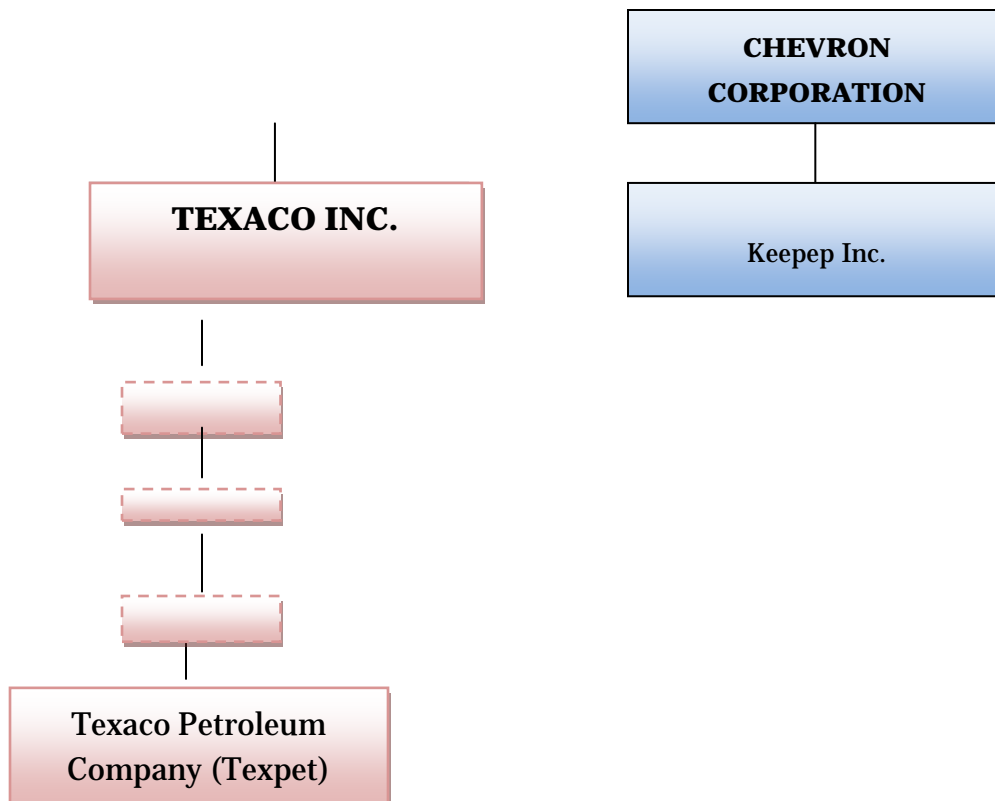 CHEVRON
CORPORATION
TEXACO INC.
Keepep Inc.
Texaco Petroleum
Company (Texpet)